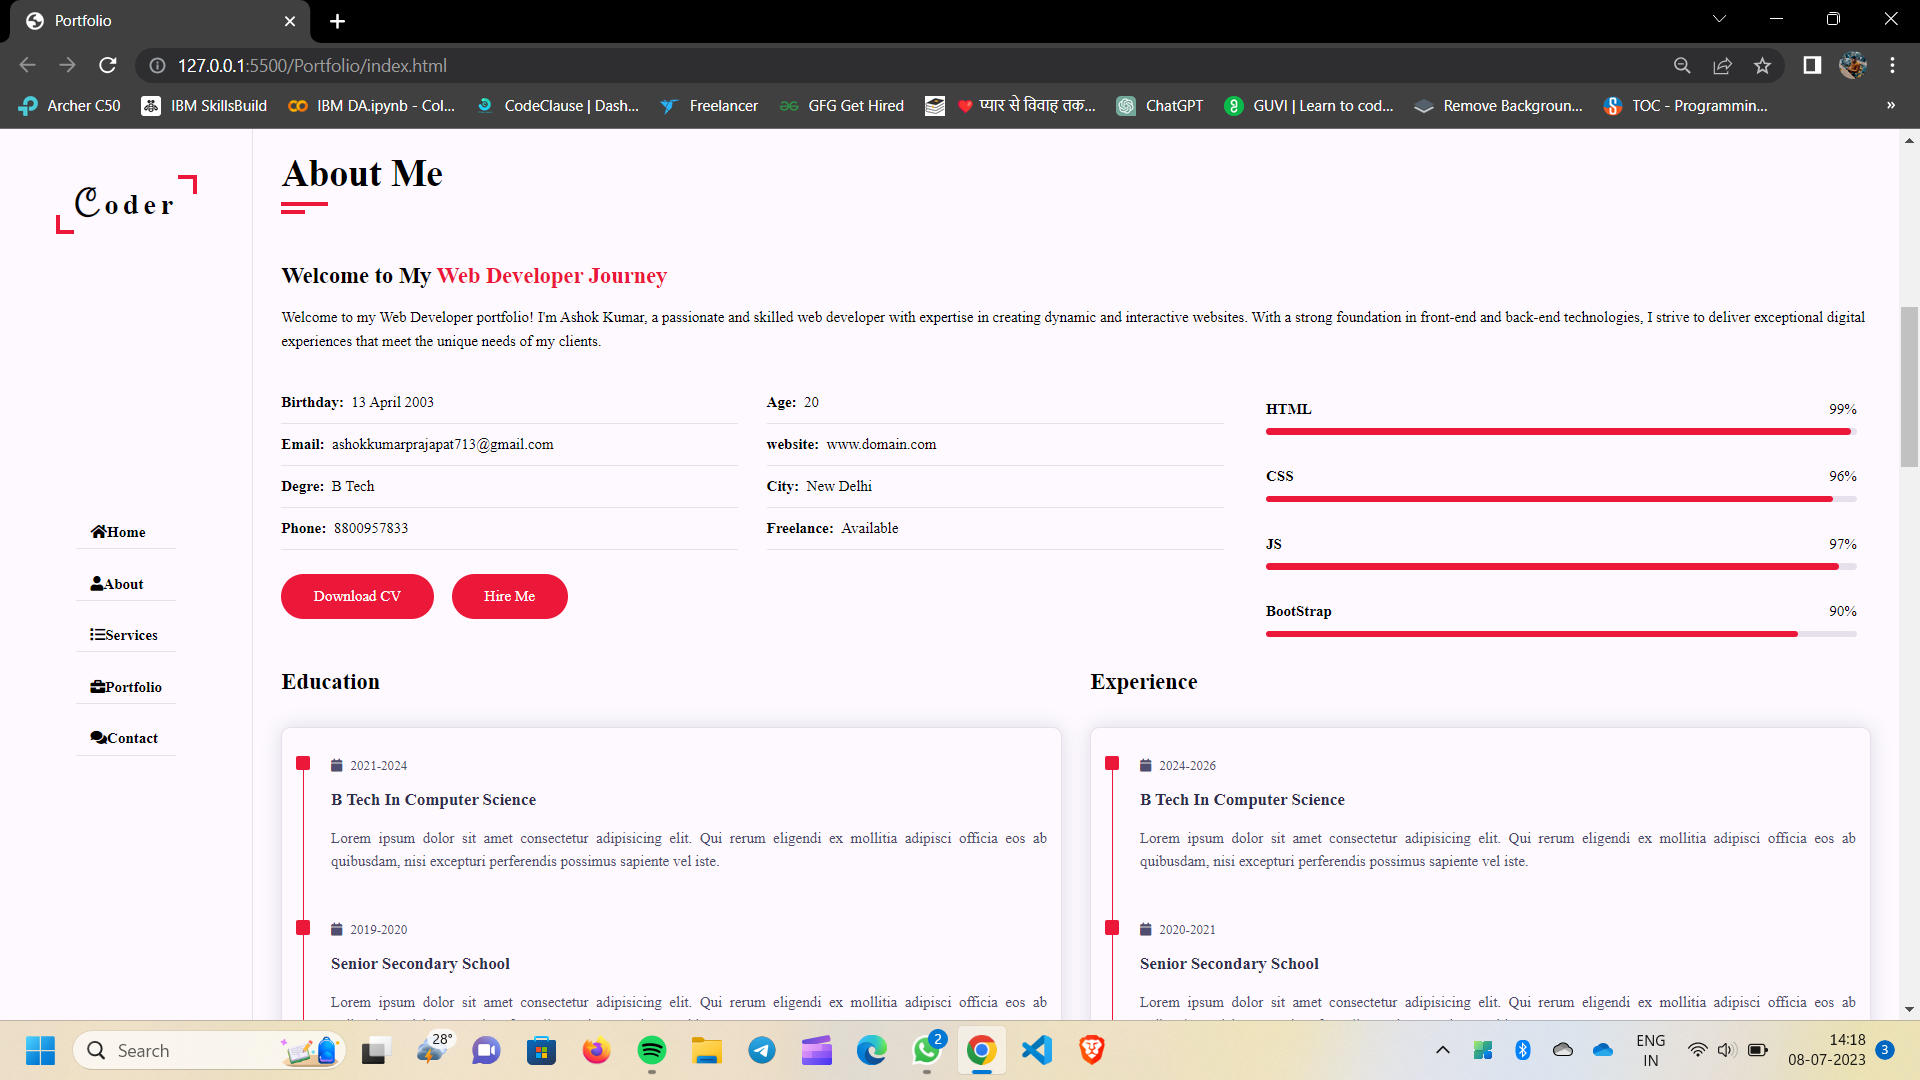 Portfolio
127.0.0.1:5500/Portfolio/index.html
Archer C50
IBM SkillsBuild
IBM DA.ipynb - Col...
CodeClause | Dash...
Freelancer
GFG Get Hired
❤️ प्यार से विवाह तक...
ChatGPT
GUVI | Learn to cod...
Remove Backgroun...
TOC - Programmin...
»
Coder
Home
About
Services
Portfolio
Contact
About Me
Welcome to My Web Developer Journey
Welcome to my Web Developer portfolio! I'm Ashok Kumar, a passionate and skilled web developer with expertise in creating dynamic and interactive websites. With a strong foundation in front-end and back-end technologies, I strive to deliver exceptional digital
experiences that meet the unique needs of my clients.
Birthday: 13 April 2003
Age: 20
Email: ashokkumarprajapat713@gmail.com
website: www.domain.com
Degre: B Tech
City: New Delhi
Phone: 8800957833
Freelance: Available
Download CV
Hire Me
HTML 99%
CSS 96%
JS 97%
BootStrap 90%
Education
2021-2024
B Tech In Computer Science
Lorem ipsum dolor sit amet consectetur adipisicing elit. Qui rerum eligendi ex mollitia adipisci officia eos ab
quibusdam, nisi excepturi perferendis possimus sapiente vel iste.
2019-2020
Senior Secondary School
Lorem ipsum dolor sit amet consectetur adipisicing elit. Qui rerum eligendi ex mollitia adipisci officia eos ab
Experience
2024-2026
B Tech In Computer Science
Lorem ipsum dolor sit amet consectetur adipisicing elit. Qui rerum eligendi ex mollitia adipisci officia eos ab
quibusdam, nisi excepturi perferendis possimus sapiente vel iste.
2020-2021
Senior Secondary School
Lorem ipsum dolor sit amet consectetur adipisicing elit. Qui rerum eligendi ex mollitia adipisci officia eos ab
Search
28°
2
ENG
IN
14:18
08-07-2023
3